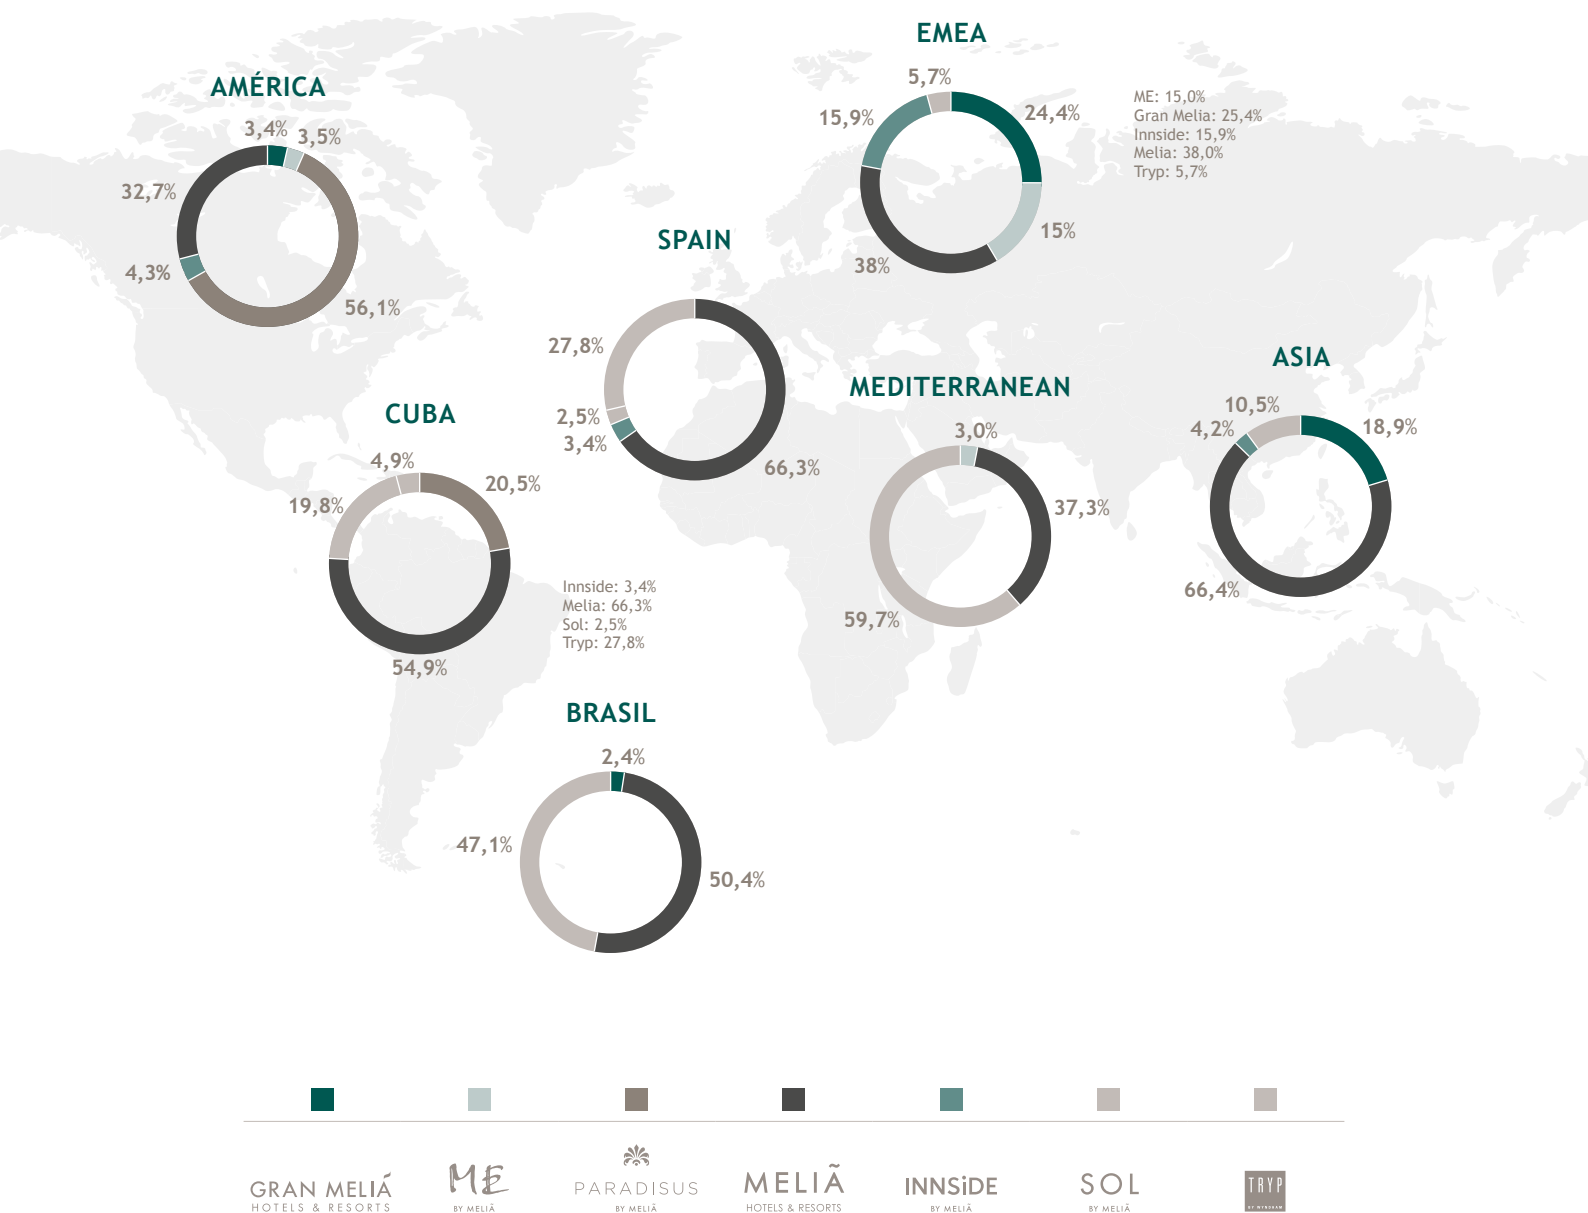 EMEA
5,7%
24,4%
15,9%
15%
38%
ME: 15,0%
Gran Melia: 25,4%
Innside: 15,9%
Melia: 38,0%
Tryp: 5,7%
AMÉRICA
3,4%
3,5%
32,7%
4,3%
56,1%
SPAIN
27,8%
2,5%
3,4%
66,3%
MEDITERRANEAN
3,0%
37,3%
59,7%
ASIA
10,5%
4,2%
18,9%
66,4%
CUBA
4,9%
20,5%
19,8%
54,9%
Innside: 3,4%
Melia: 66,3%
Sol: 2,5%
Tryp: 27,8%
BRASIL
2,4%
47,1%
50,4%
GRAN MELIÁ
HOTELS & RESORTS
ME
BY MELIÃ
PARADISUS
BY MELIÃ
MELIÃ
HOTELS & RESORTS
INNSiDE
BY MELIÃ
SOL
BY MELIÃ
TRYP
BY WYNDHAM